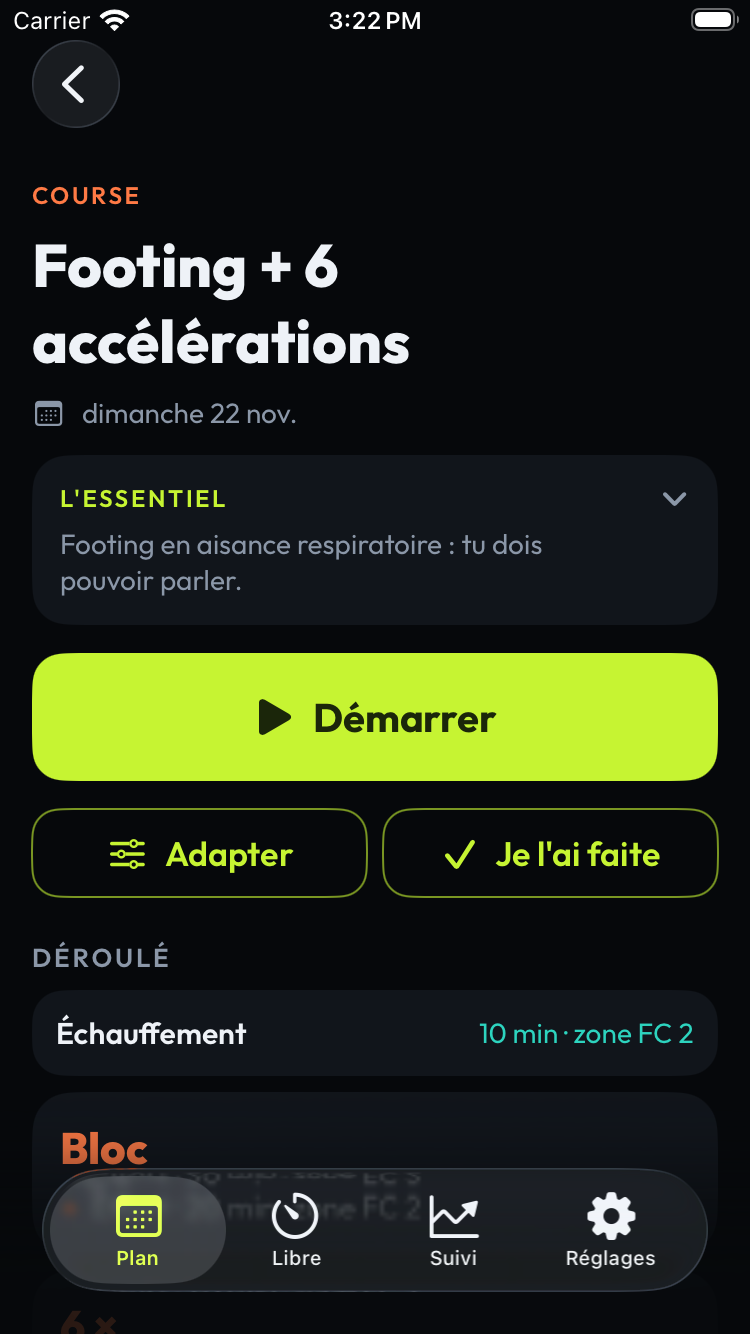 Carrier 3:22 PM
COURSE
Footing + 6
accélérations
dimanche 22 nov.
L'ESSENTIEL
Footing en aisance respiratoire : tu dois
pouvoir parler.
Démarrer
Adapter Je l'ai faite
DÉROULÉ
Échauffement 10 min · zone FC 2
Bloc
Plan Libre Suivi Réglages
6 ×